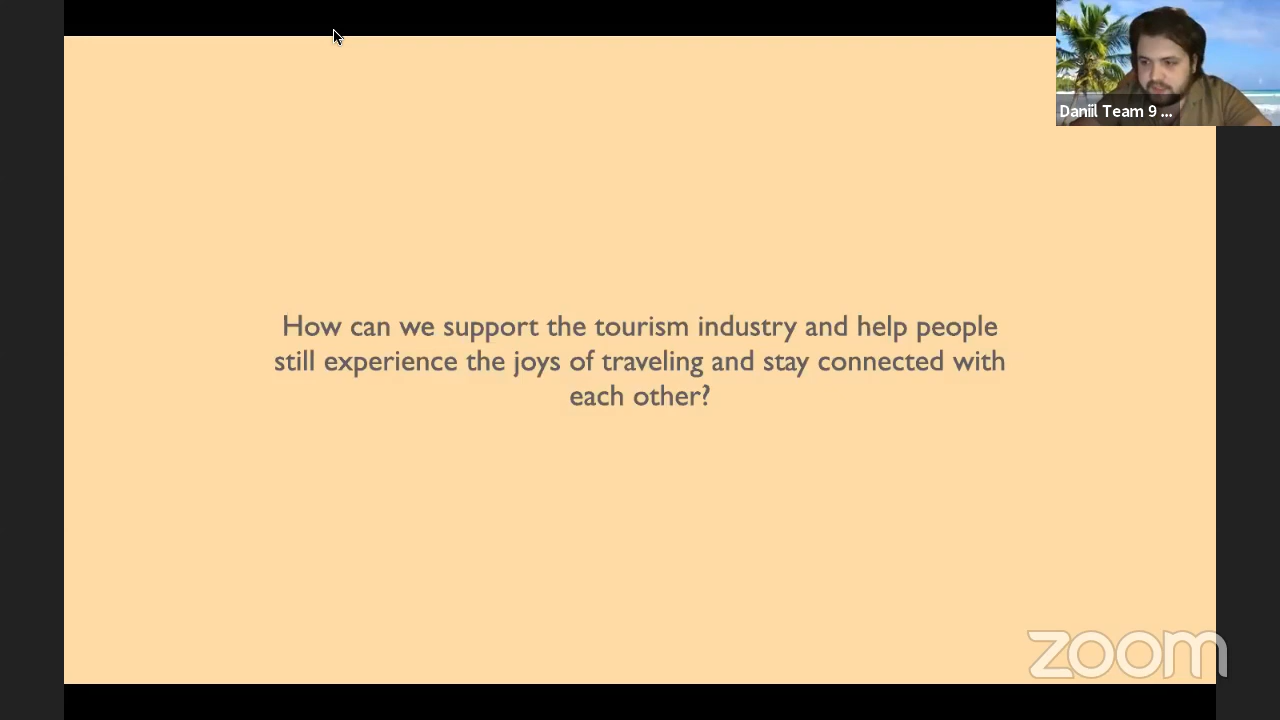 Daniil Team 9 ...
How can we support the tourism industry and help people
still experience the joys of traveling and stay connected with
each other?
zoom